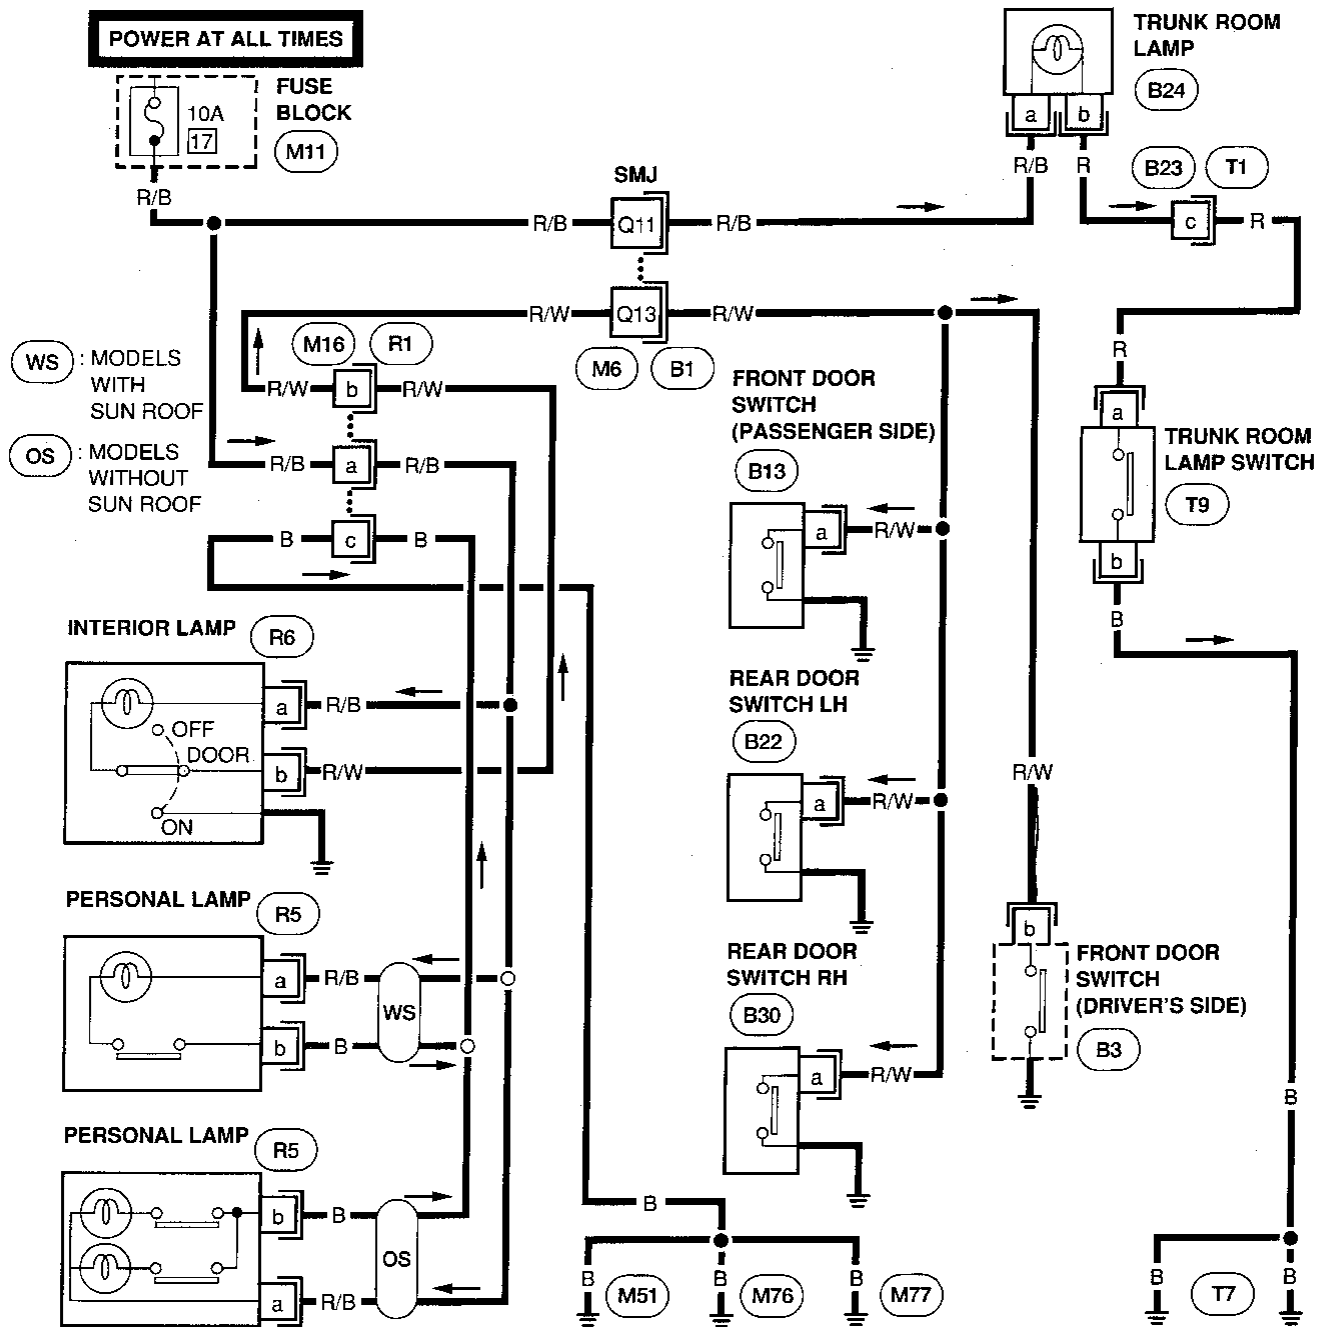 POWER AT ALL TIMES
10A
17
FUSE
BLOCK
M11
R/B
TRUNK ROOM
LAMP
B24
a
b
R/B
R
B23
T1
c
R
SMJ
R/B
Q11
R/B
R/W
Q13
R/W
M6
B1
WS
: MODELS
WITH
SUN ROOF
OS
: MODELS
WITHOUT
SUN ROOF
M16
R1
R/W
b
R/W
R/B
a
R/B
B
c
B
FRONT DOOR
SWITCH
(PASSENGER SIDE)
B13
a
R/W
R
a
TRUNK ROOM
LAMP SWITCH
T9
b
B
INTERIOR LAMP
R6
OFF
DOOR
ON
a
R/B
b
R/W
REAR DOOR
SWITCH LH
B22
a
R/W
R/W
PERSONAL LAMP
R5
a
R/B
b
B
WS
REAR DOOR
SWITCH RH
B30
a
R/W
b
FRONT DOOR
SWITCH
(DRIVER'S SIDE)
B3
B
PERSONAL LAMP
R5
b
B
a
R/B
OS
B
B
M51
B
M76
B
M77
B
T7
B